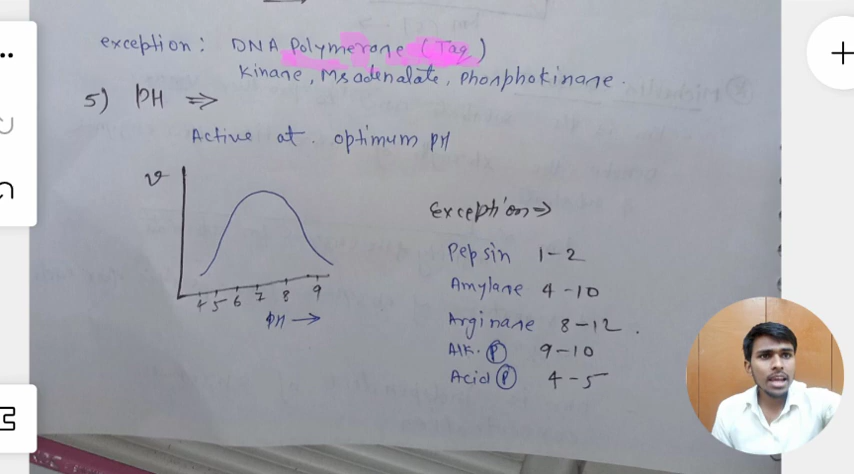 exception : DNA Polymerane (Taq)
Kinane, Ms adenalate, Phonphokinane.
5) PH ⇒
Active at optimum PH
v
4 5 6 7 8 9
PH →
Exception ⇒
Pepsin 1-2
Amylane 4-10
Arginane 8-12.
Alk. P 9-10
Acid P 4-5